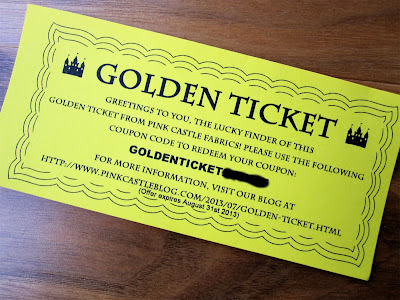 GOLDEN TICKET
GREETINGS TO YOU, THE LUCKY FINDER OF THIS
GOLDEN TICKET FROM PINK CASTLE FABRICS! PLEASE USE THE FOLLOWING
COUPON CODE TO REDEEM YOUR COUPON:
GOLDENTICKET
FOR MORE INFORMATION, VISIT OUR BLOG AT
HTTP://WWW.PINKCASTLEBLOG.COM/2013/07/GOLDEN-TICKET.HTML
(Offer expires August 31st 2013)